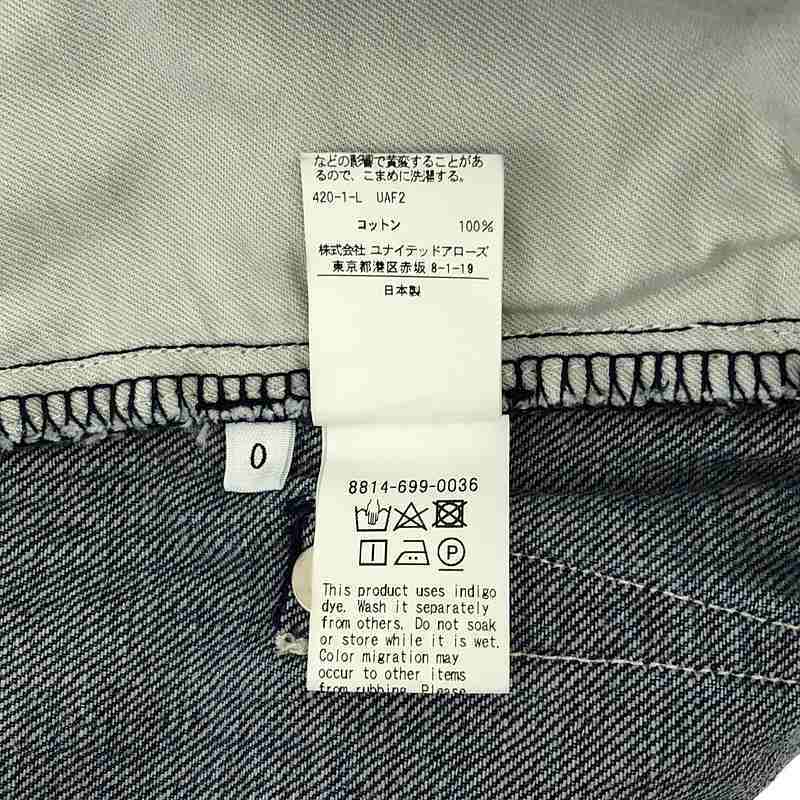 などの影響で黄変することがあ
るので、こまめに洗濯する。
420-1-L UAF2
コットン 100%
株式会社 ユナイテッドアローズ
東京都港区赤坂 8-1-19
日本製
0
8814-699-0036
P
This product uses indigo
dye. Wash it separately
from others. Do not soak
or store while it is wet.
Color migration may
occur to other items
from rubbing. Please